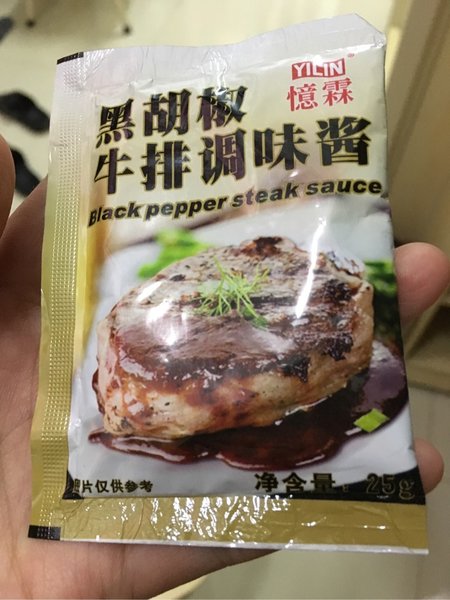 YILIN®
憶霖
黑胡椒
牛排调味酱
Black pepper steak sauce
图片仅供参考
净含量：25g